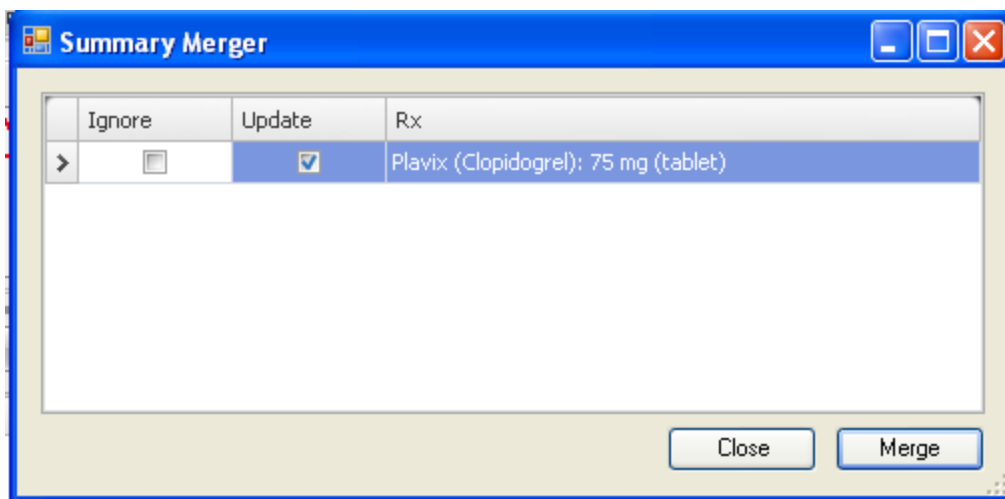 Summary Merger
Ignore Update Rx
Plavix (Clopidogrel): 75 mg (tablet)
Close Merge